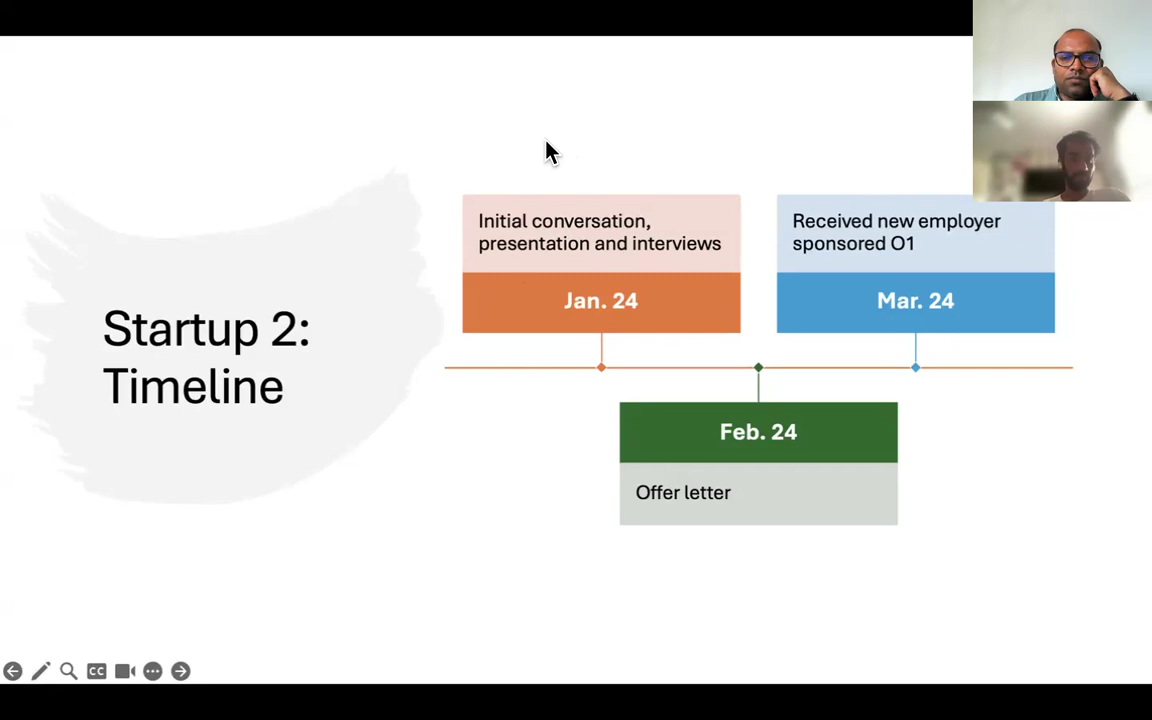 Startup 2:
Timeline
Initial conversation,
presentation and interviews
Jan. 24
Feb. 24
Offer letter
Received new employer
sponsored O1
Mar. 24
CC